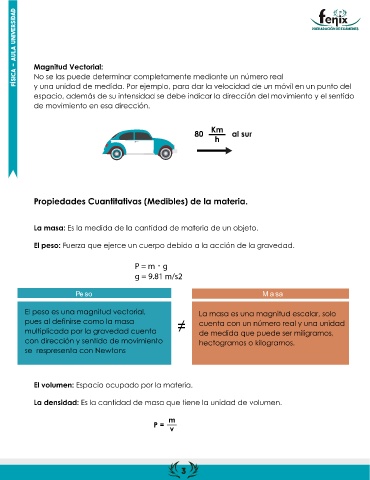 FÍSICA - AULA UNIVERSIDAD
fenix
PREPARACIÓN DE EXÁMENES
Magnitud Vectorial:
No se las puede determinar completamente mediante un número real
y una unidad de medida. Por ejemplo, para dar la velocidad de un móvil en un punto del
espacio, además de su intensidad se debe indicar la dirección del movimiento y el sentido
de movimiento en esa dirección.
80 Km
h
al sur
Propiedades Cuantitativas (Medibles) de la materia.
La masa: Es la medida de la cantidad de materia de un objeto.
El peso: Fuerza que ejerce un cuerpo debido a la acción de la gravedad.
P = m · g
g = 9.81 m/s2
Peso
El peso es una magnitud vectorial,
pues al definirse como la masa
multiplicada por la gravedad cuenta
con dirección y sentido de movimiento
se respresenta con Newtons
≠
Masa
La masa es una magnitud escalar, solo
cuenta con un número real y una unidad
de medida que puede ser miligramos,
hectogramos o kilogramos.
El volumen: Espacio ocupado por la materia.
La densidad: Es la cantidad de masa que tiene la unidad de volumen.
P = m
v
3